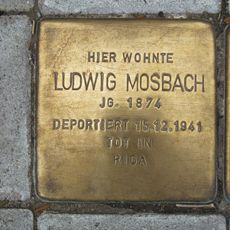 HIER WOHNTE
LUDWIG MOSBACH
JG. 1874
DEPORTIERT 15.12.1941
TOT IN
RIGA